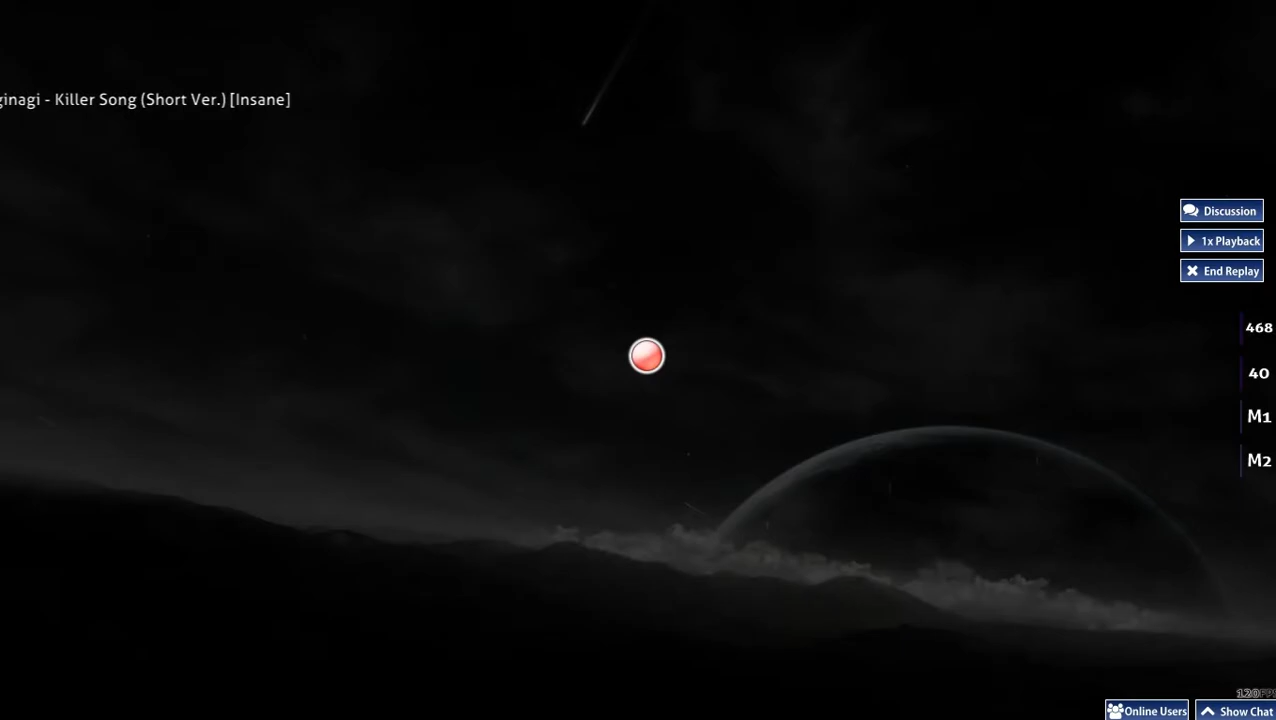 ginagi - Killer Song (Short Ver.) [Insane]
Discussion
1x Playback
End Replay
468
40
M1
M2
120FPS
Online Users
Show Chat